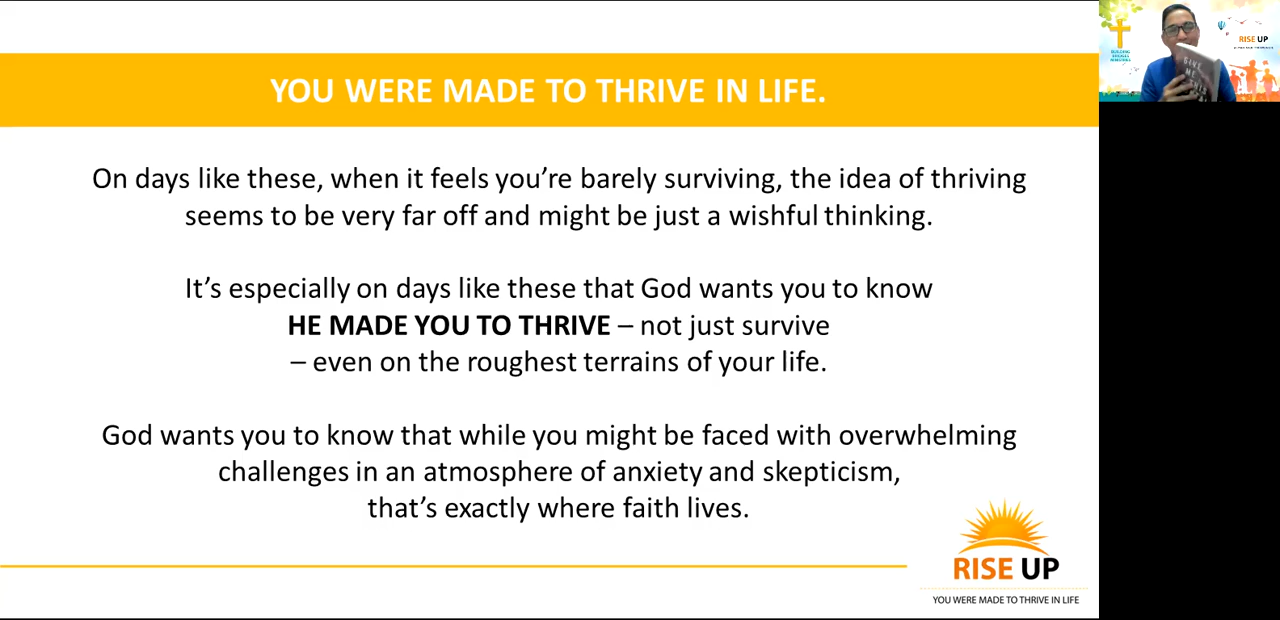 YOU WERE MADE TO THRIVE IN LIFE.
On days like these, when it feels you're barely surviving, the idea of thriving
seems to be very far off and might be just a wishful thinking.
It's especially on days like these that God wants you to know
HE MADE YOU TO THRIVE – not just survive
– even on the roughest terrains of your life.
God wants you to know that while you might be faced with overwhelming
challenges in an atmosphere of anxiety and skepticism,
that's exactly where faith lives.
RISE UP
YOU WERE MADE TO THRIVE IN LIFE
BUILDING
BRIDGES
MINISTRIES
RISE UP
GIVE
ME